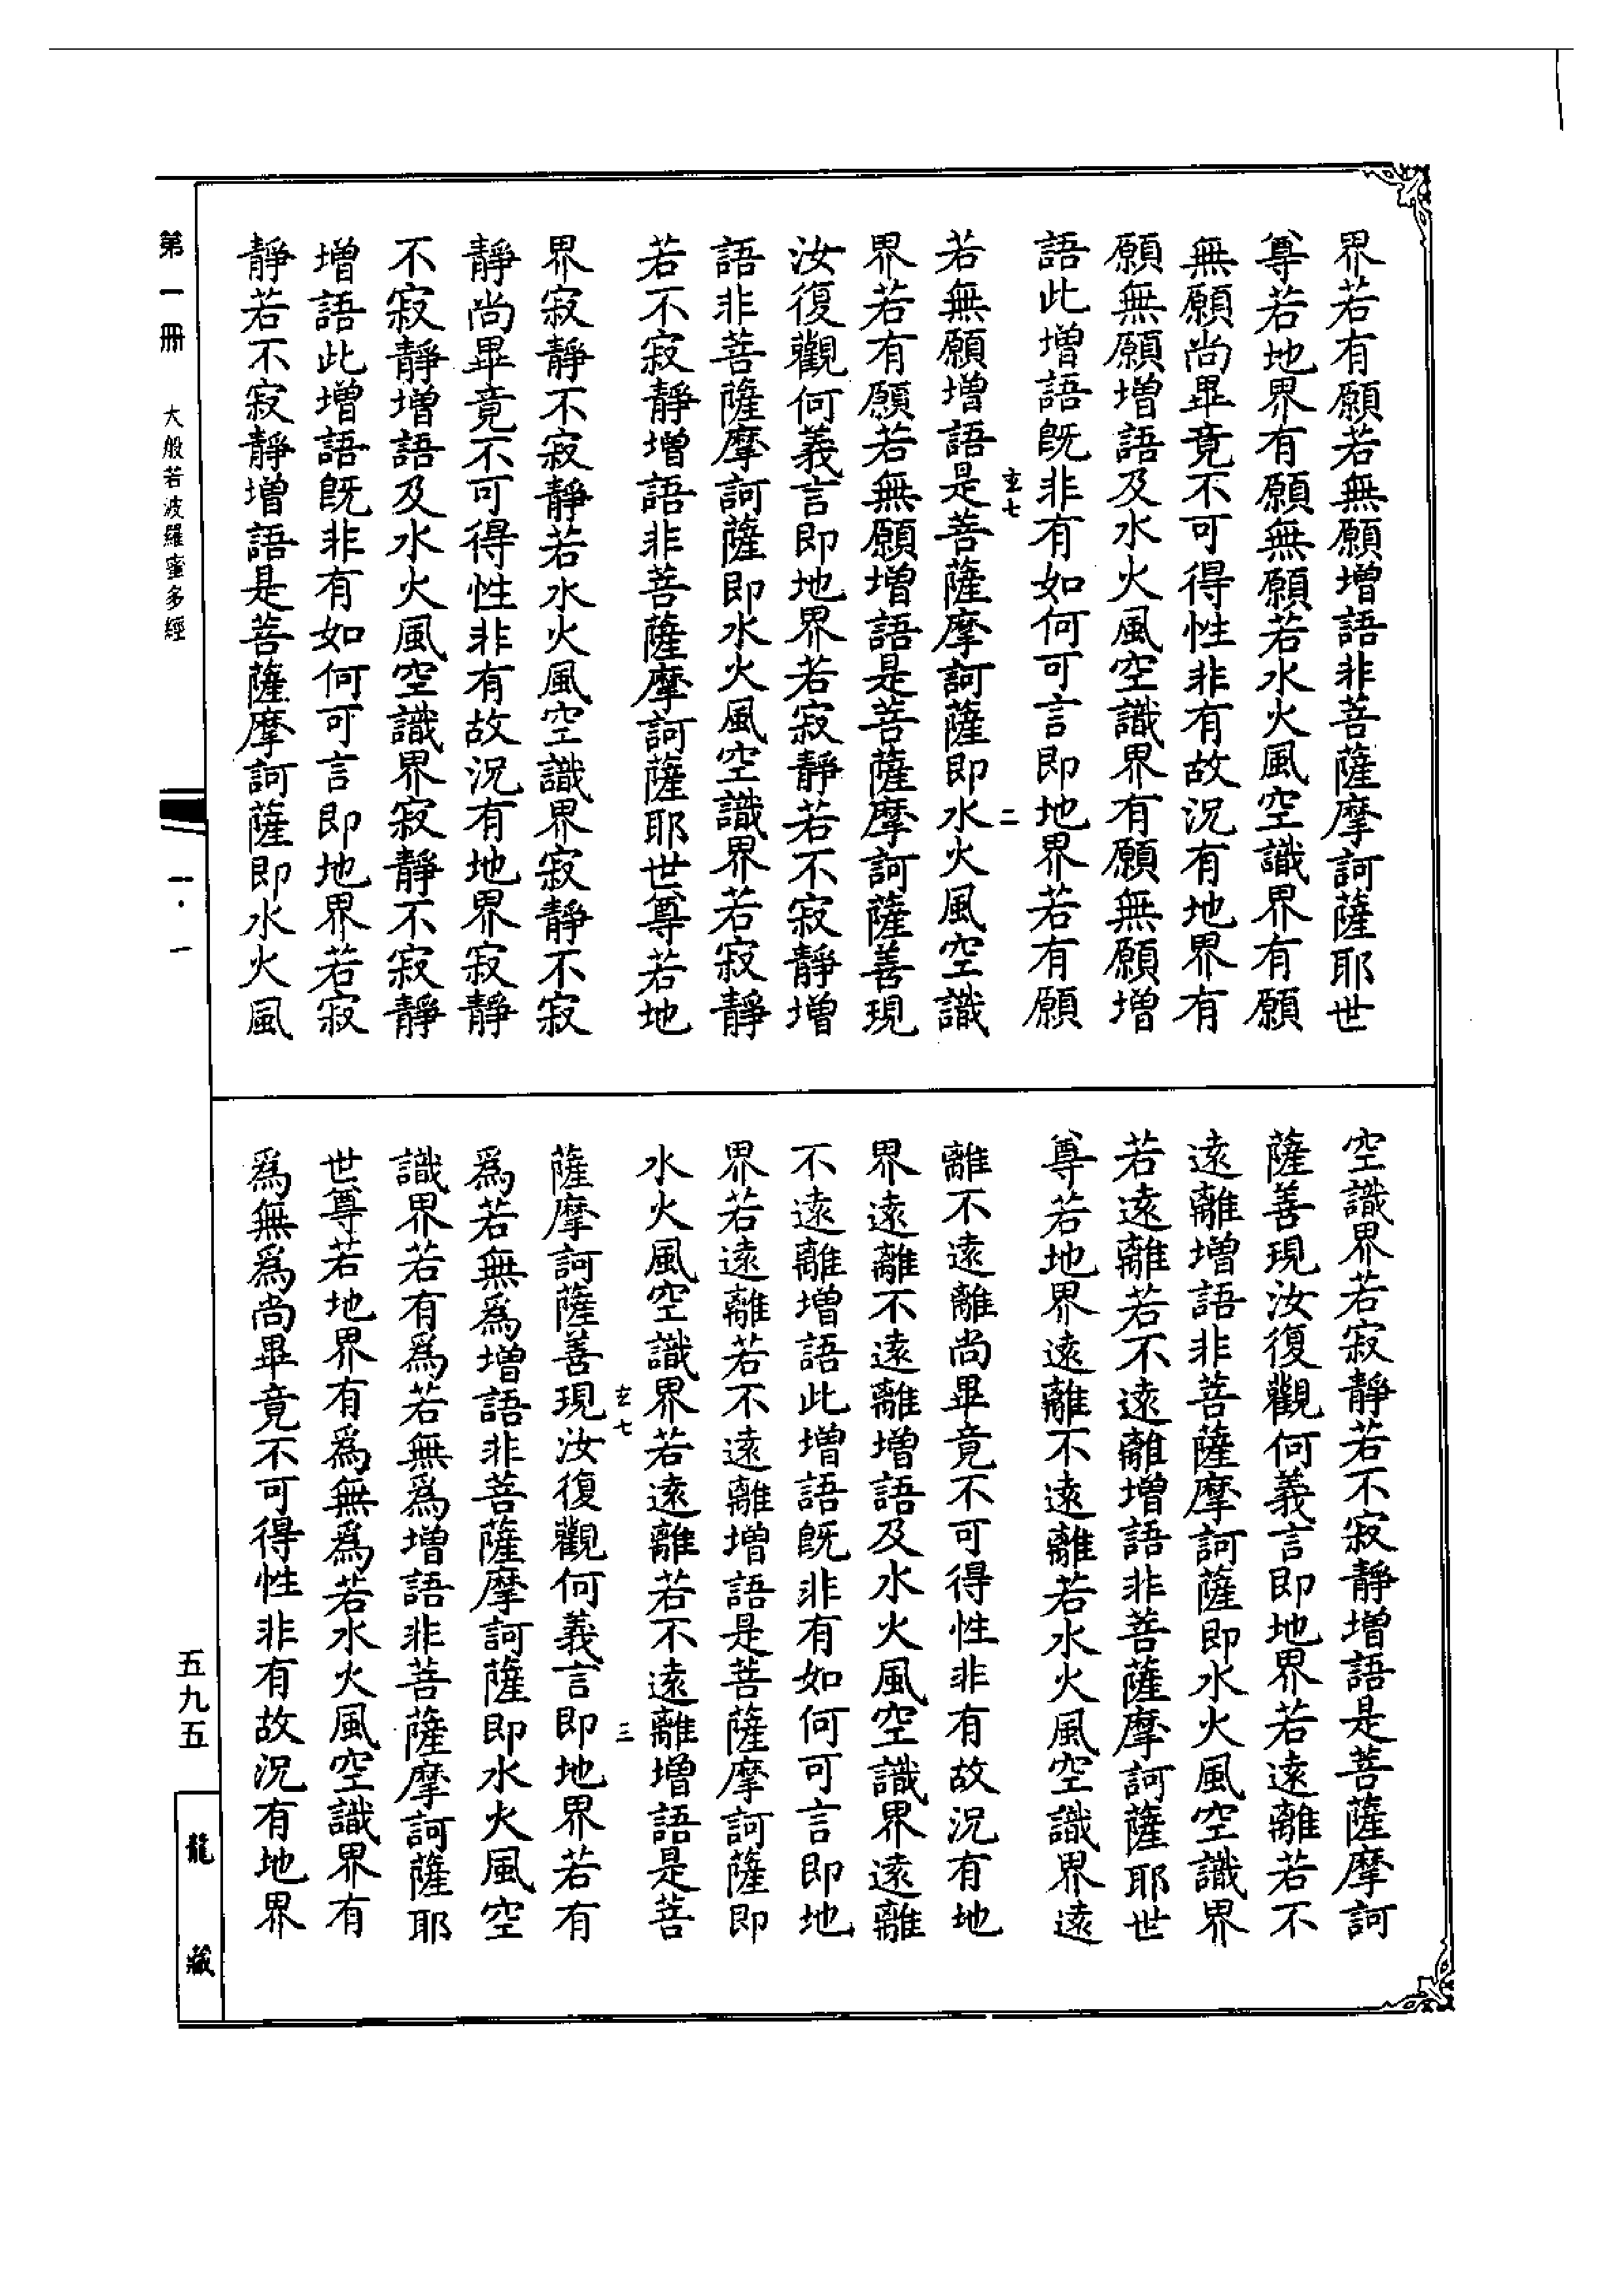 界若有願若無願增語非菩薩摩訶薩耶世
尊若地界有願無願若水火風空識界有願
無願尚畢竟不可得性非有故況有地界有
願無願增語及水火風空識界有願無願增
語此增語既非有如何可言即地界若有願
玄七
二
若無願增語是菩薩摩訶薩即水火風空識
界若有願若無願增語是菩薩摩訶薩善現
汝復觀何義言即地界若寂靜若不寂靜增
語非菩薩摩訶薩即水火風空識界若寂靜
若不寂靜增語非菩薩摩訶薩耶世尊若地
界寂靜不寂靜若水火風空識界寂靜不寂
靜尚畢竟不可得性非有故況有地界寂靜
不寂靜增語及水火風空識界寂靜不寂靜
增語此增語既非有如何可言即地界若寂
靜若不寂靜增語是菩薩摩訶薩即水火風
空識界若寂靜若不寂靜增語是菩薩摩訶
薩善現汝復觀何義言即地界若遠離若不
遠離增語非菩薩摩訶薩即水火風空識界
若遠離若不遠離增語非菩薩摩訶薩耶世
尊若地界遠離不遠離若水火風空識界遠
離不遠離尚畢竟不可得性非有故況有地
界遠離不遠離增語及水火風空識界遠離
不遠離增語此增語既非有如何可言即地
界若遠離若不遠離增語是菩薩摩訶薩即
水火風空識界若遠離若不遠離增語是菩
玄七
三
薩摩訶薩善現汝復觀何義言即地界若有
爲若無爲增語非菩薩摩訶薩即水火風空
識界若有爲若無爲增語非菩薩摩訶薩耶
世尊若地界有爲無爲若水火風空識界有
爲無爲尚畢竟不可得性非有故況有地界
第一冊 大般若波羅蜜多經
一·一
五九五
龍藏